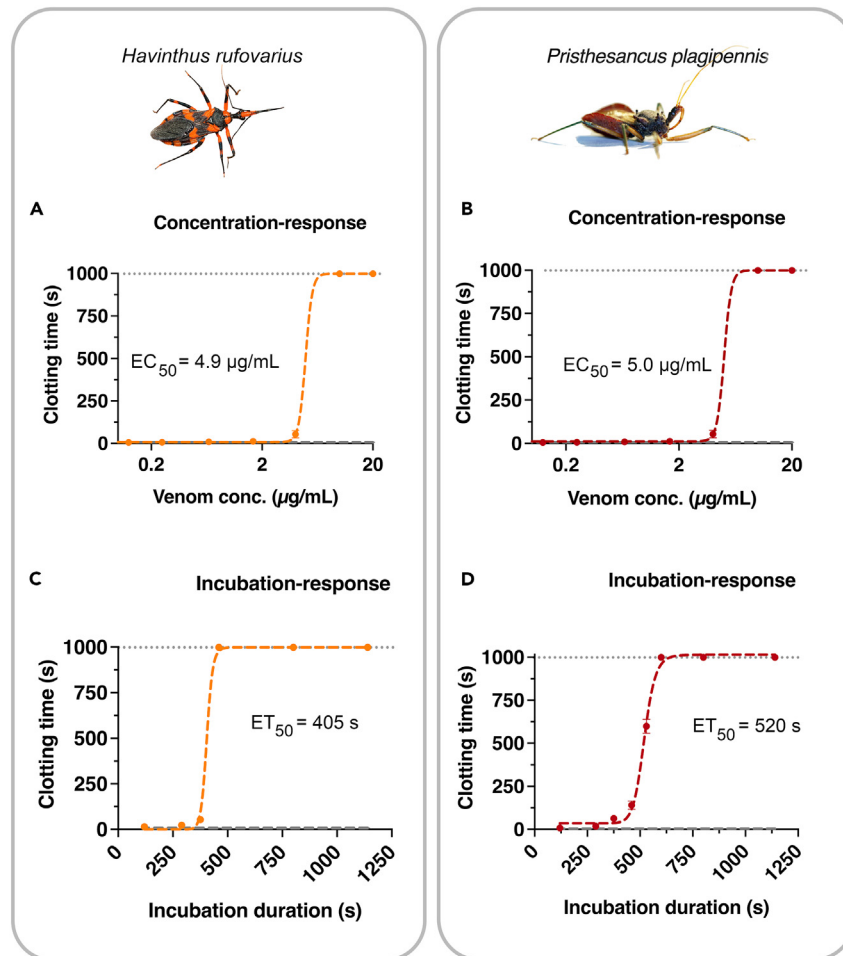 Havinthus rufovarius
Pristhesancus plagipennis
A
Concentration-response
Clotting time (s)
1000
750
500
250
0
EC50 = 4.9 µg/mL
0.2
2
20
Venom conc. (µg/mL)
B
Concentration-response
Clotting time (s)
1000
750
500
250
0
EC50 = 5.0 µg/mL
0.2
2
20
Venom conc. (µg/mL)
C
Incubation-response
Clotting time (s)
1000
750
500
250
0
ET50 = 405 s
0
250
500
750
1000
1250
Incubation duration (s)
D
Incubation-response
Clotting time (s)
1000
750
500
250
0
ET50 = 520 s
0
250
500
750
1000
1250
Incubation duration (s)